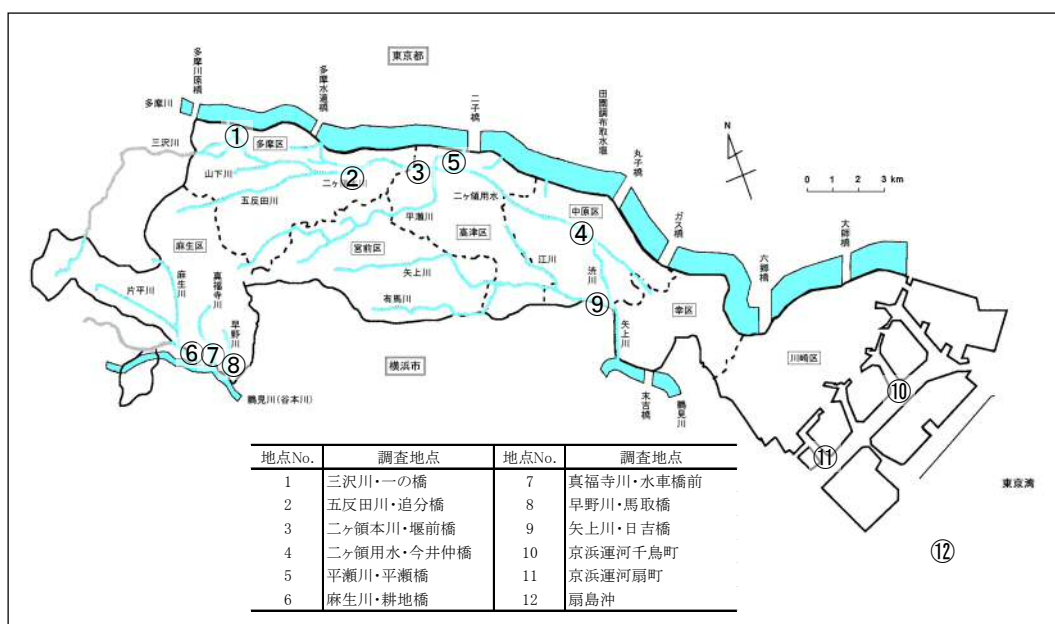 東京都
多摩川原橋
多摩水道橋
二子橋
田園調布取水堰
丸子橋
ガス橋
六郷橋
大師橋
多摩川
三沢川
①
多摩区
山下川
②
③
⑤
二ヶ領用水
五反田川
平瀬川
中原区
④
高津区
麻生区
宮前区
矢上川
江川
渋川
有馬川
⑨
幸区
矢上川
麻生川
真福寺川
片平川
早野川
⑥
⑦
⑧
横浜市
鶴見川(谷本川)
末吉橋
鶴見川
川崎区
⑩
⑪
東京湾
⑫
N
0 1 2 3 km
地点No. 調査地点 地点No. 調査地点
1 三沢川・一の橋 7 真福寺川・水車橋前
2 五反田川・追分橋 8 早野川・馬取橋
3 二ヶ領本川・堰前橋 9 矢上川・日吉橋
4 二ヶ領用水・今井仲橋 10 京浜運河千鳥町
5 平瀬川・平瀬橋 11 京浜運河扇町
6 麻生川・耕地橋 12 扇島沖